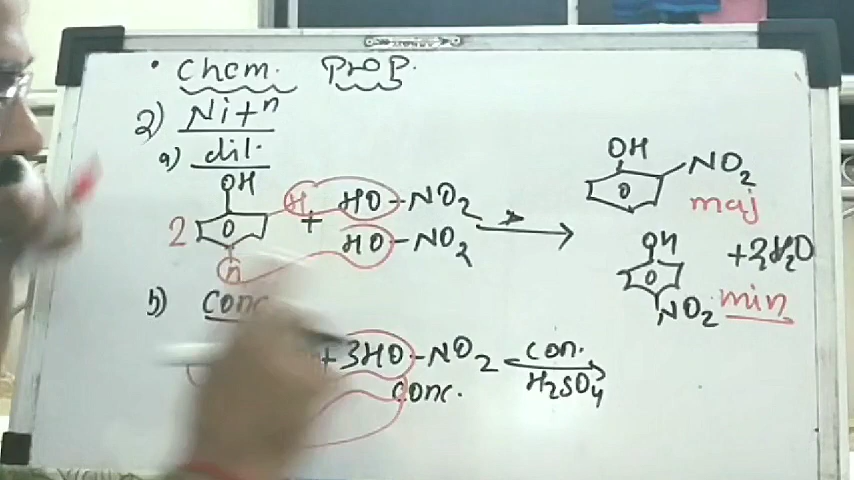 • Chem. Prop.
2) Nitn
a) dil.
OH
2 H + HO-NO2
HO-NO2
H
OH
NO2
maj
OH
+2H2O
NO2 min
b) conc
+3HO-NO2 con. H2SO4
conc.